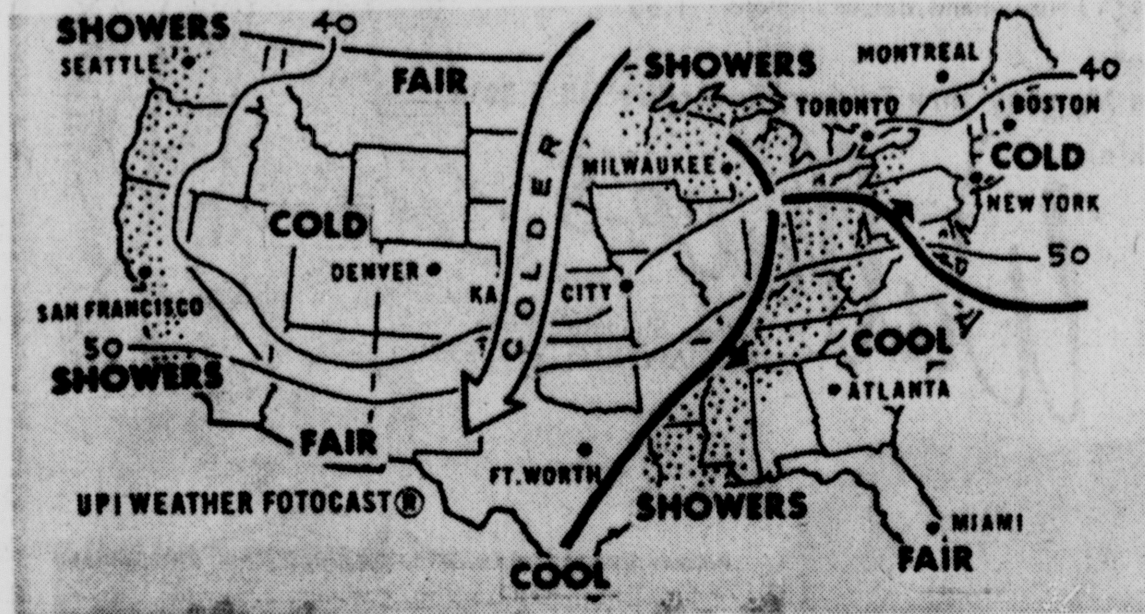 SHOWERS
40
SEATTLE
FAIR
SHOWERS
MONTREAL
40
TORONTO
BOSTON
COLDER
MILWAUKEE
COLD
NEW YORK
COLD
DENVER
KA
CITY
50
SAN FRANCISCO
50
SHOWERS
COOL
ATLANTA
FAIR
FT. WORTH
UPI WEATHER FOTOCAST®
SHOWERS
MIAMI
FAIR
COOL